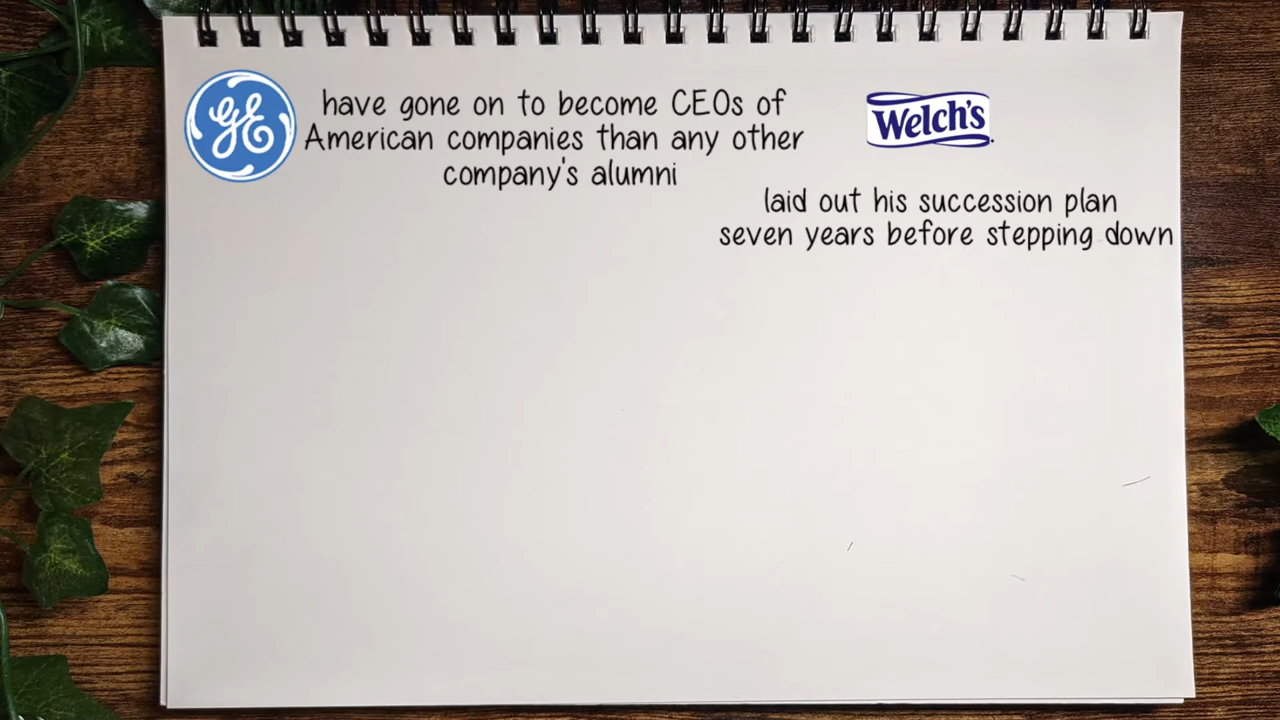 GE
have gone on to become CEOs of
American companies than any other
company's alumni
Welch's
laid out his succession plan
seven years before stepping down